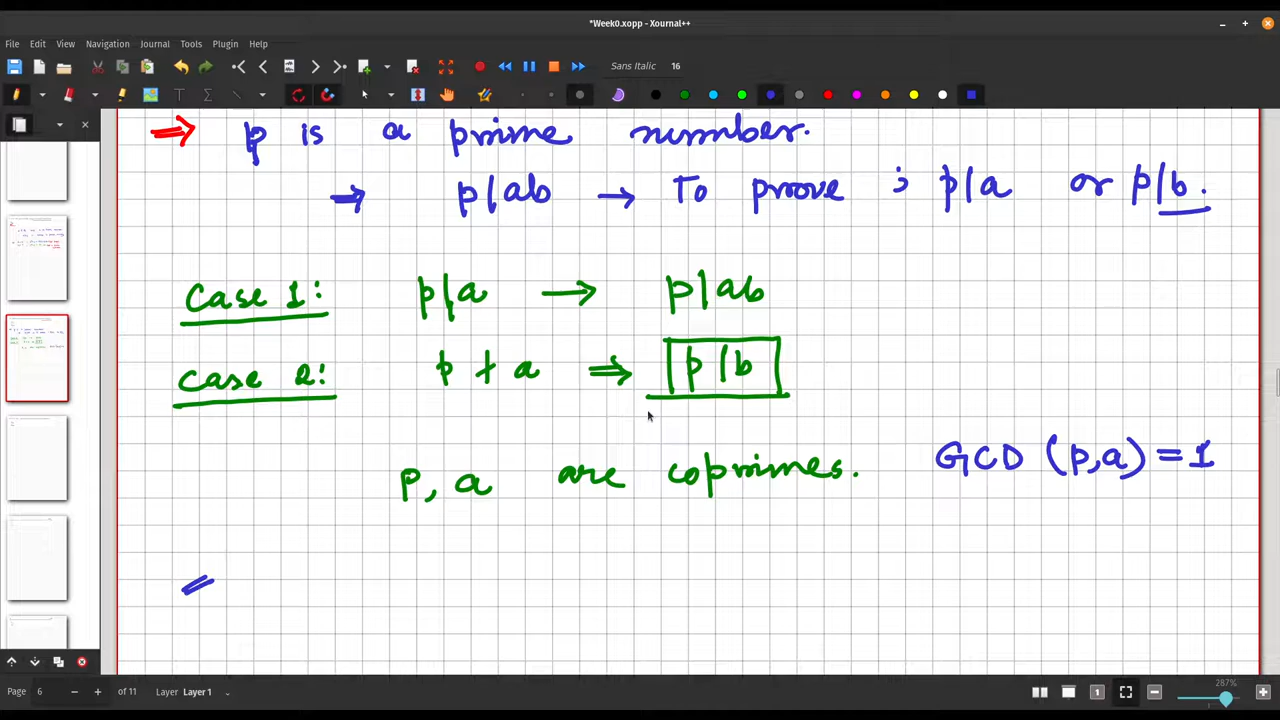 *Week0.xopp - Xournal++
File Edit View Navigation Journal Tools Plugin Help
Sans Italic 16
⇒ p is a prime number.
→ p|ab → To prove ; p|a or p|b.
Case 1: p|a → p|ab
Case 2: p ∤ a ⇒ p|b
p, a are coprimes. GCD (p,a) = 1
Page 6 of 11 Layer Layer 1 287%